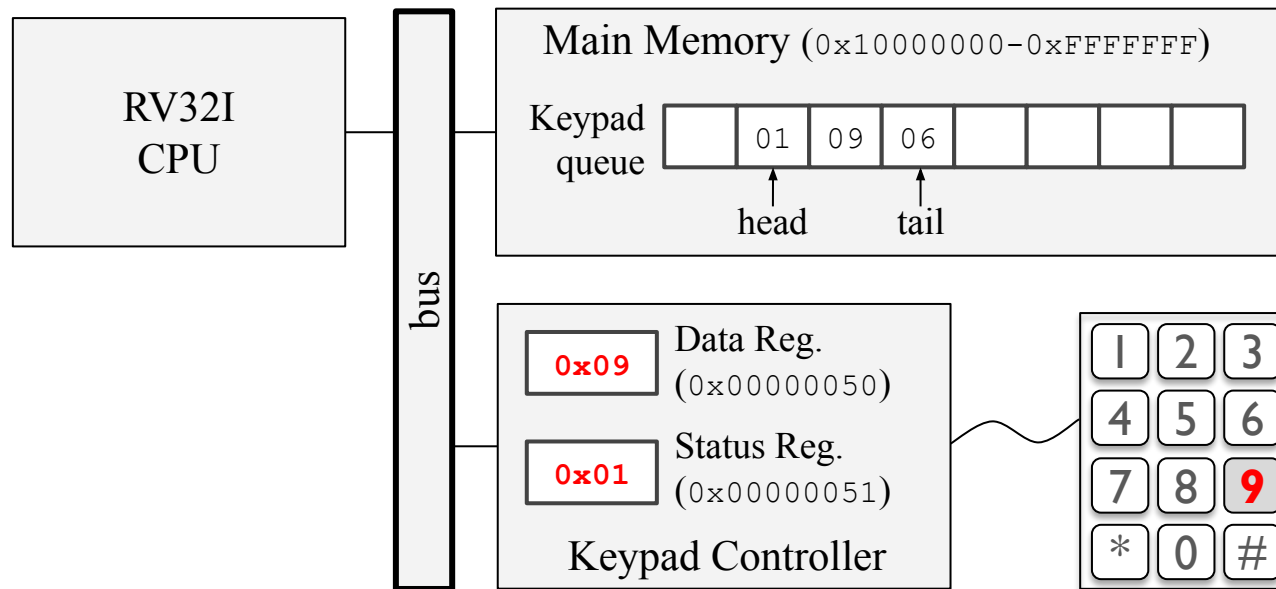 RV32I
CPU
bus
Main Memory (0x10000000-0xFFFFFFF)
Keypad
queue
01 09 06
head tail
0x09
Data Reg.
(0x00000050)
0x01
Status Reg.
(0x00000051)
Keypad Controller
1 2 3
4 5 6
7 8 9
* 0 #